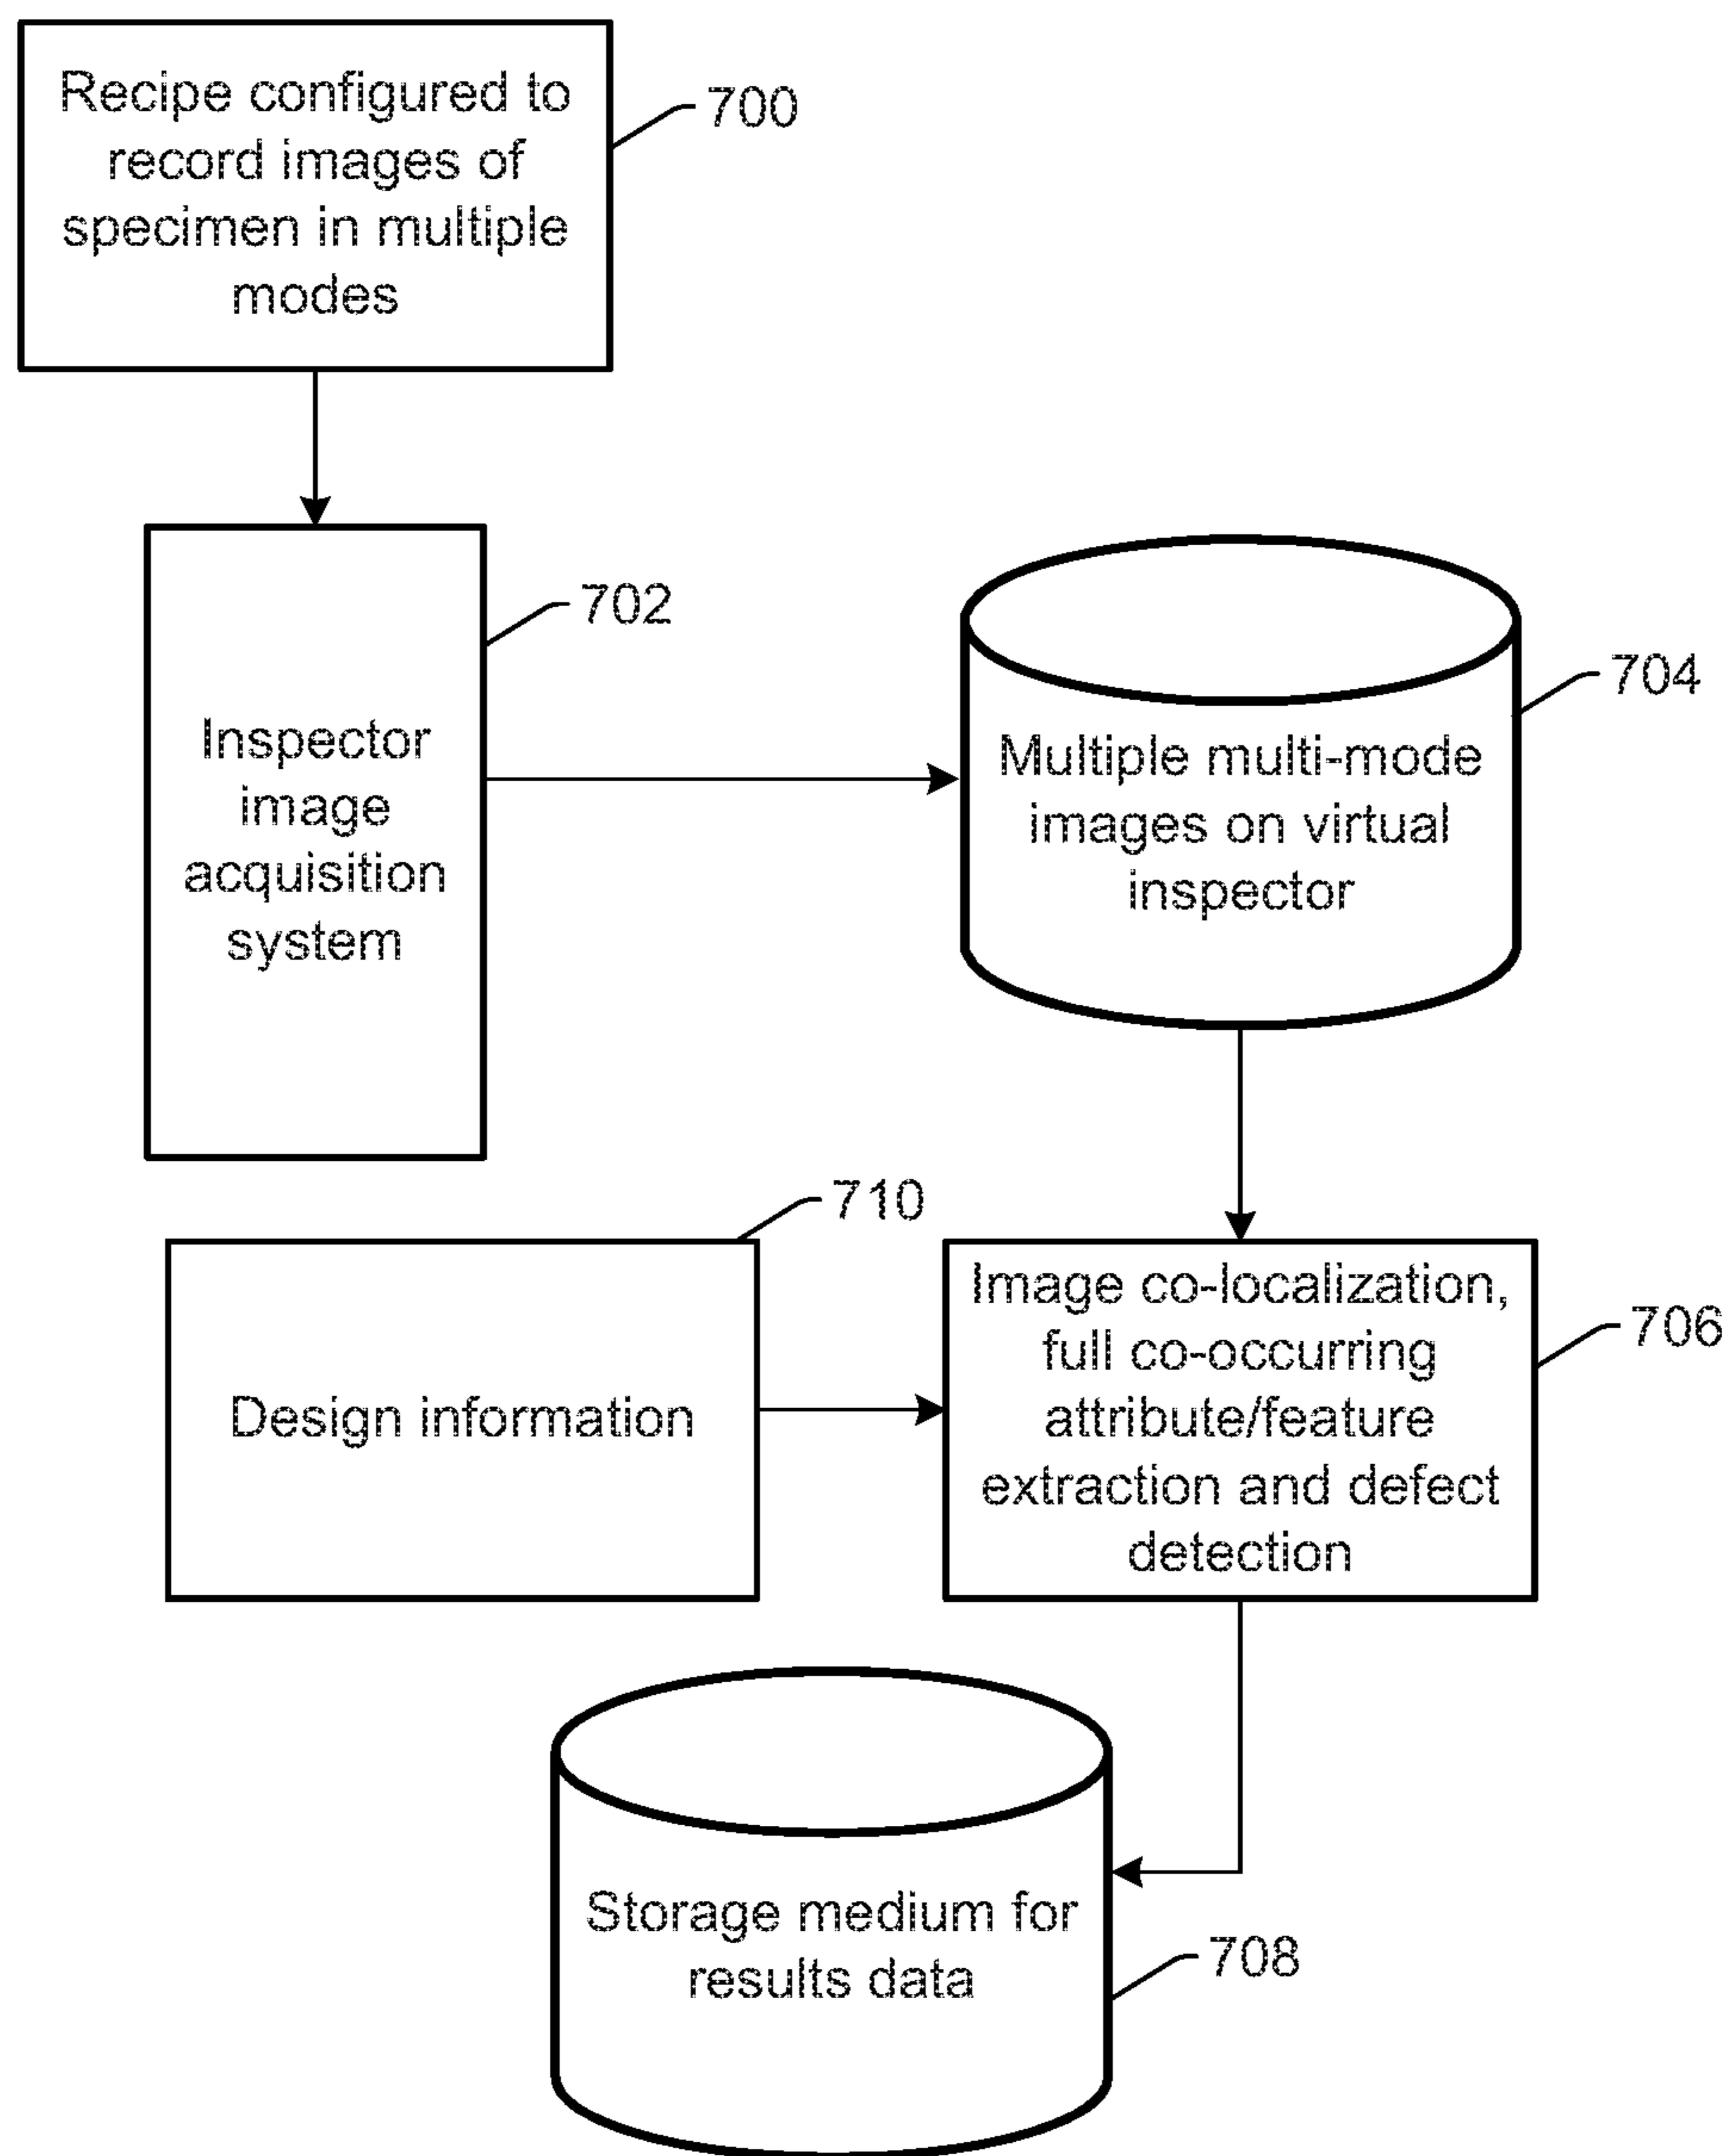 Recipe configured to
record images of
specimen in multiple
modes
700
702
Inspector
image
acquisition
system
704
Multiple multi-mode
images on virtual
inspector
710
Design information
706
Image co-localization,
full co-occurring
attribute/feature
extraction and defect
detection
Storage medium for
results data
708